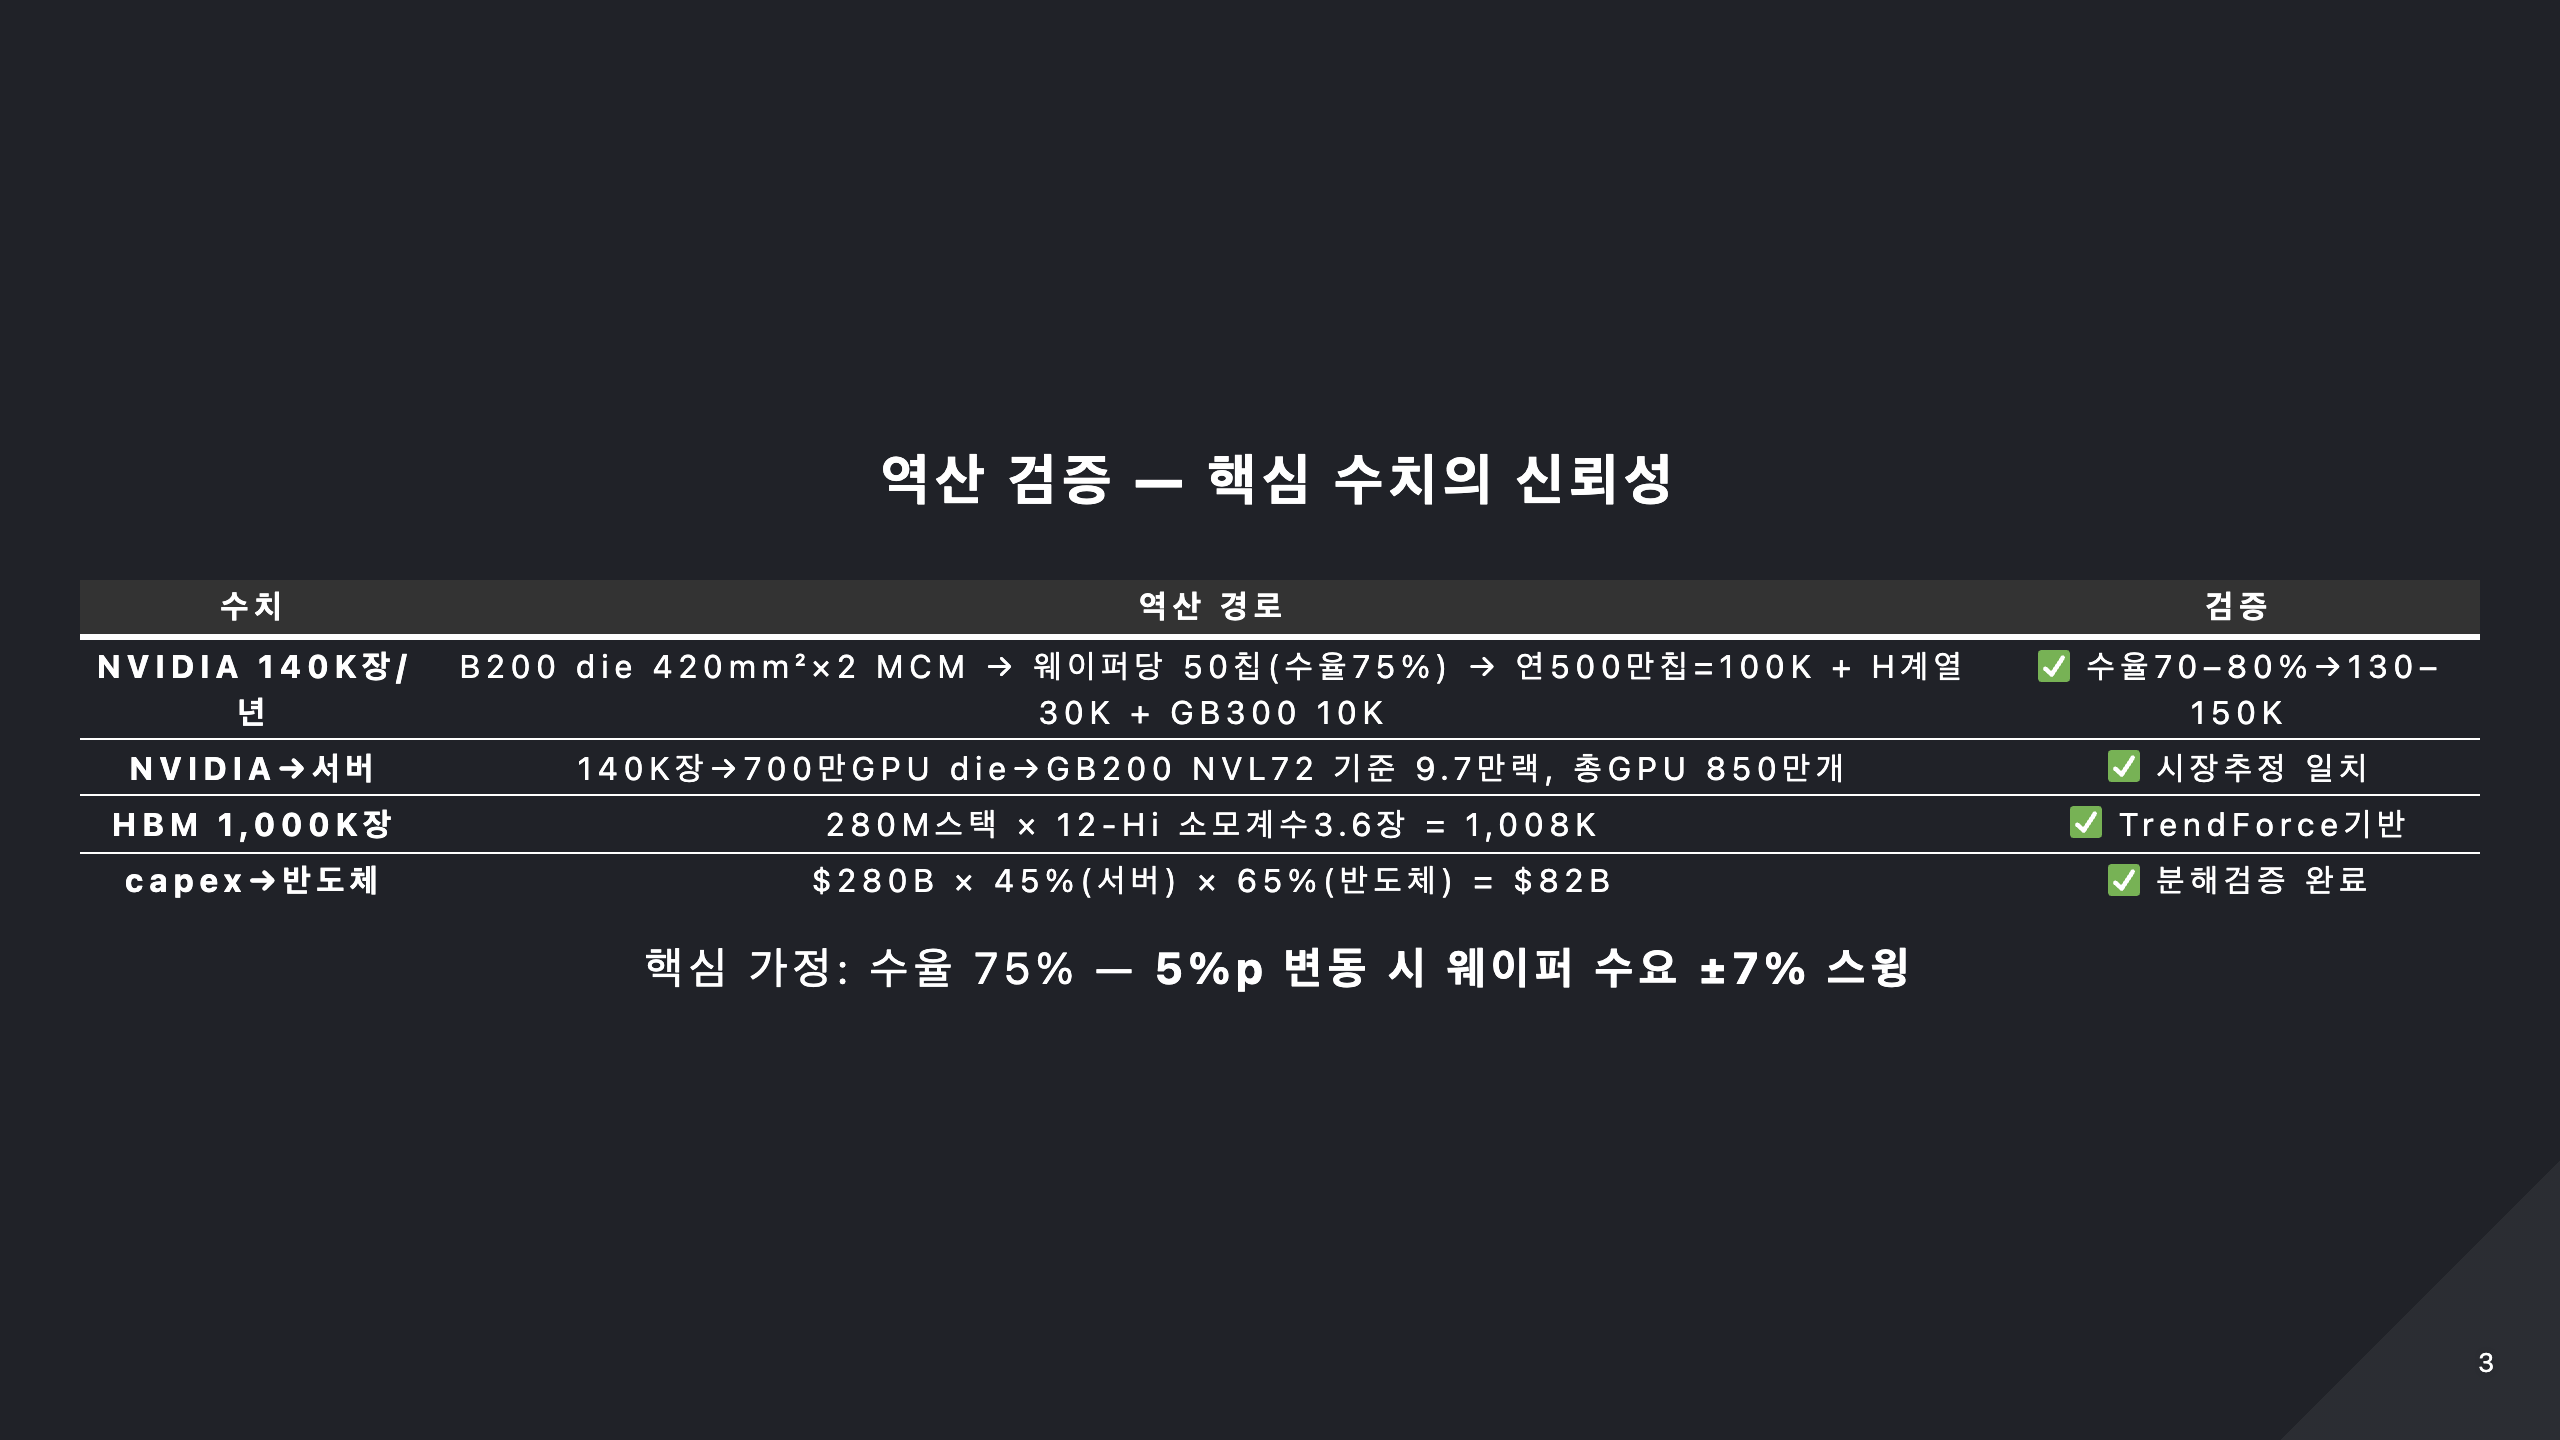 역산 검증 — 핵심 수치의 신뢰성
수치 역산 경로 검증
NVIDIA 140K장/ B200 die 420mm²×2 MCM → 웨이퍼당 50칩(수율75%) → 연500만칩=100K + H계열 ✅ 수율70–80%→130–
년 30K + GB300 10K 150K
NVIDIA→서버 140K장→700만GPU die→GB200 NVL72 기준 9.7만랙, 총GPU 850만개 ✅ 시장추정 일치
HBM 1,000K장 280M스택 × 12-Hi 소모계수3.6장 = 1,008K ✅ TrendForce기반
capex→반도체 $280B × 45%(서버) × 65%(반도체) = $82B ✅ 분해검증 완료
핵심 가정: 수율 75% — 5%p 변동 시 웨이퍼 수요 ±7% 스윙
3